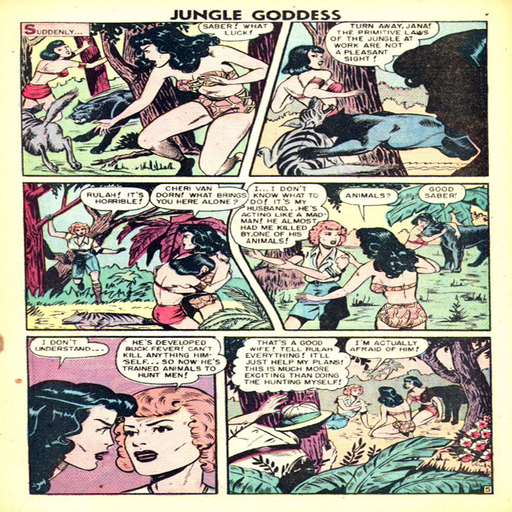 JUNGLE GODDESS
SUDDENLY...
SABER! WHAT
LUCK!
TURN AWAY, JANA!
THE PRIMITIVE LAWS
OF THE JUNGLE AT
WORK ARE NOT
A PLEASANT
SIGHT!
RULAH! IT'S
HORRIBLE!
CHERI VAN
DORN! WHAT BRINGS
YOU HERE ALONE?
I... I DON'T
KNOW WHAT TO
DO! IT'S MY
HUSBAND... HE'S
ACTING LIKE A MAD-
MAN! HE ALMOST
HAD ME KILLED
BY ONE OF HIS
ANIMALS!
ANIMALS?
GOOD
SABER!
I DON'T
UNDERSTAND...
HE'S DEVELOPED
BUCK FEVER! CAN'T
KILL ANYTHING HIM-
SELF... SO NOW HE'S
TRAINED ANIMALS TO
HUNT MEN!
THAT'S A GOOD
WIFE! TELL RULAH
EVERYTHING! IT'LL
JUST HELP MY PLANS!
THIS IS MUCH MORE
EXCITING THAN DOING
THE HUNTING MYSELF!
I'M ACTUALLY
AFRAID OF HIM!